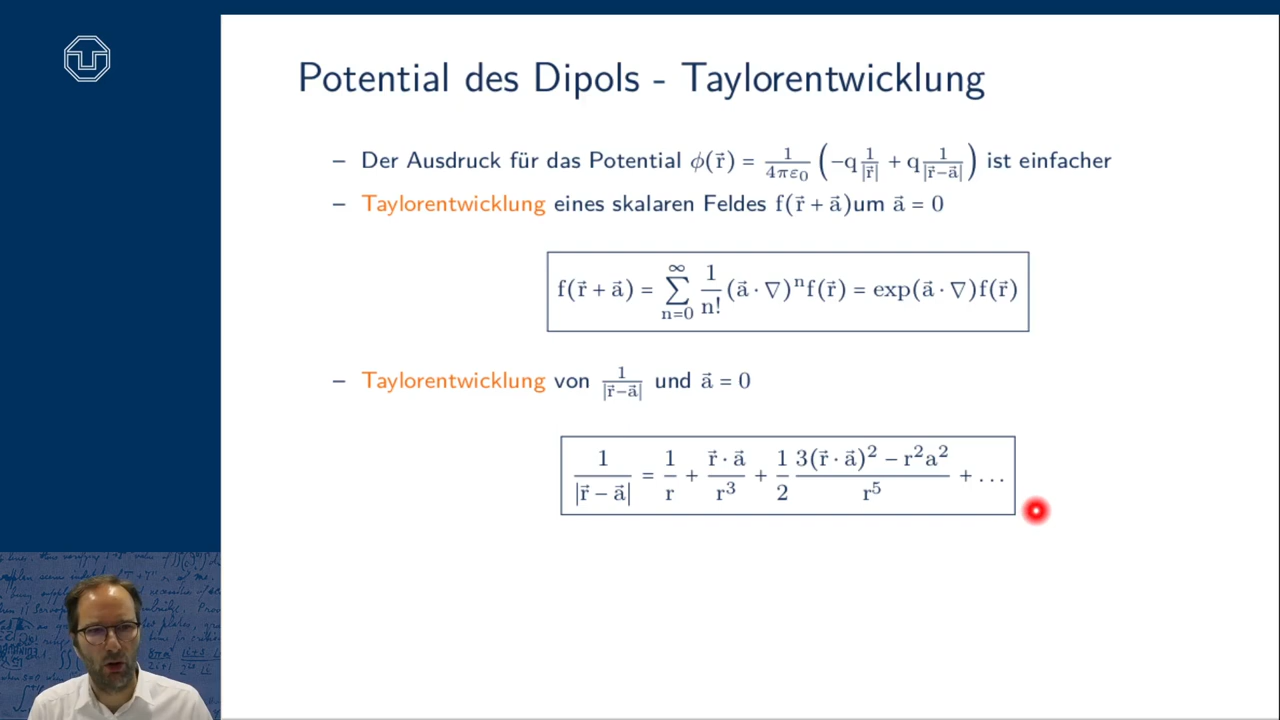 Potential des Dipols - Taylorentwicklung
– Der Ausdruck für das Potential ϕ(r⃗) = 1/(4πε₀) (−q 1/|r⃗| + q 1/|r⃗−a⃗|) ist einfacher
– Taylorentwicklung eines skalaren Feldes f(r⃗ + a⃗)um a⃗ = 0
f(r⃗ + a⃗) = ∑_{n=0}^{∞} 1/n! (a⃗ · ∇)ⁿf(r⃗) = exp(a⃗ · ∇)f(r⃗)
– Taylorentwicklung von 1/|r⃗−a⃗| und a⃗ = 0
1/|r⃗ − a⃗| = 1/r + (r⃗ · a⃗)/r³ + 1/2 (3(r⃗ · a⃗)² − r²a²)/r⁵ + …